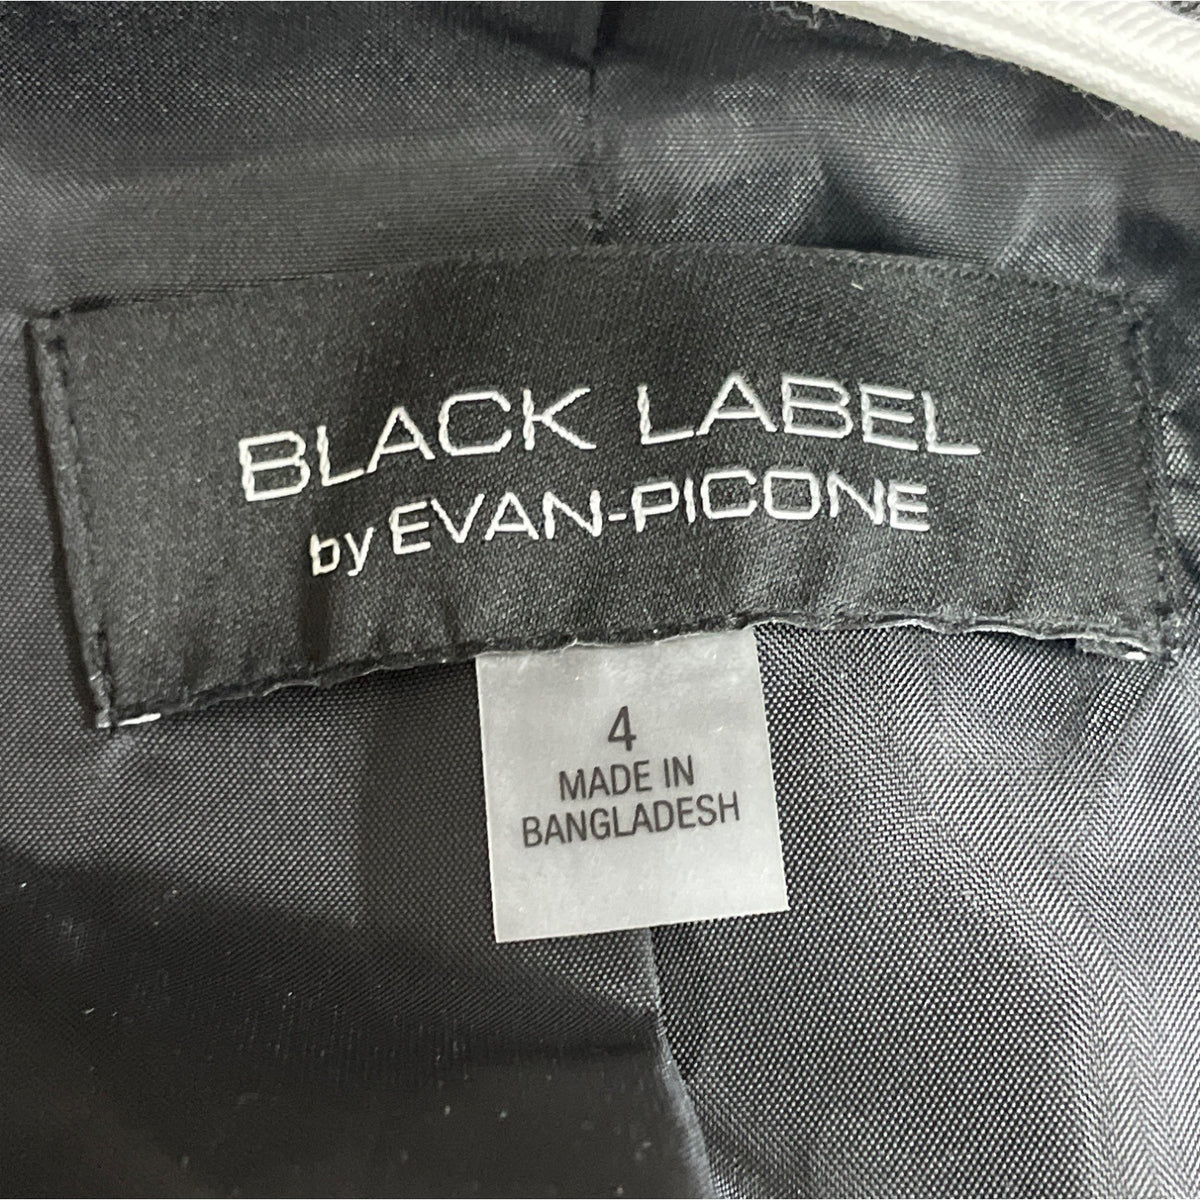 BLACK LABEL
by EVAN-PICONE
4
MADE IN
BANGLADESH